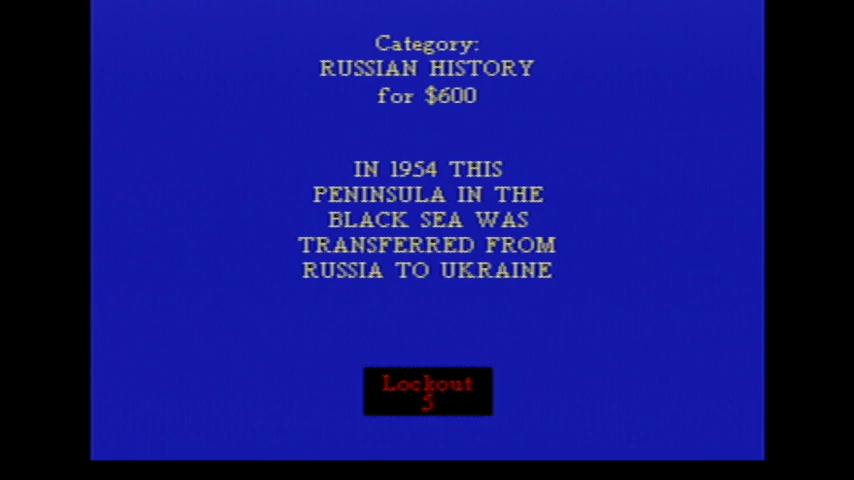 Category:
RUSSIAN HISTORY
for $600
IN 1954 THIS
PENINSULA IN THE
BLACK SEA WAS
TRANSFERRED FROM
RUSSIA TO UKRAINE
Lockout
5